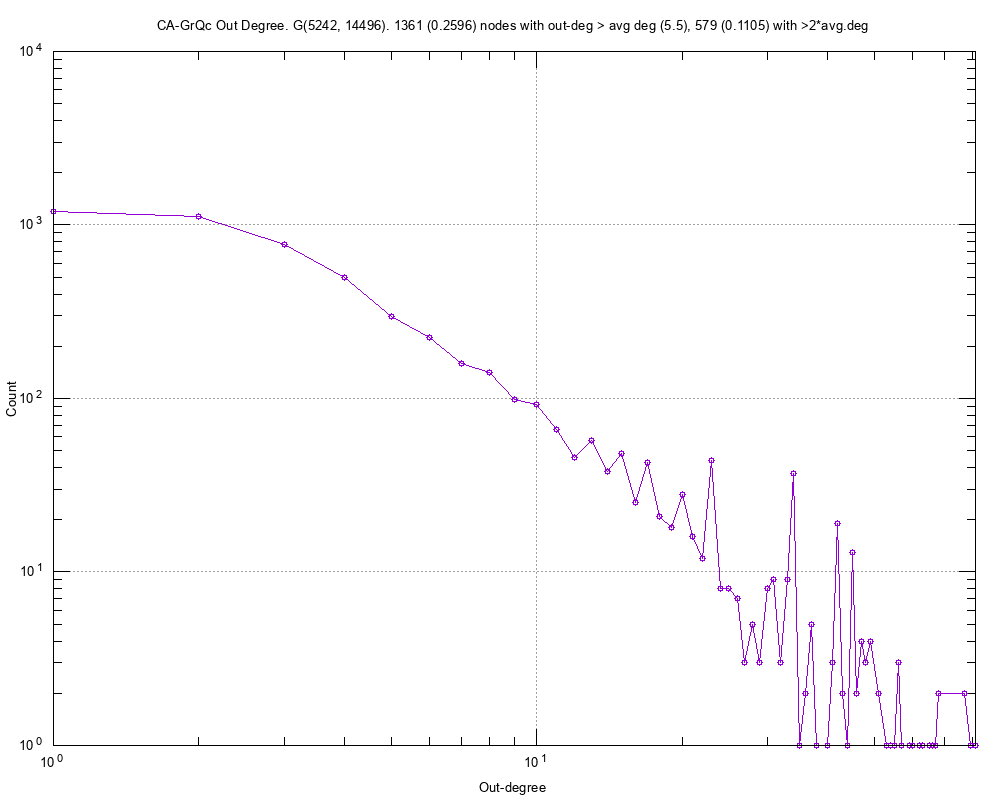 CA-GrQc Out Degree. G(5242, 14496). 1361 (0.2596) nodes with out-deg > avg deg (5.5), 579 (0.1105) with >2*avg.deg
10^4
10^3
10^2
10^1
10^0
Count
10^0
10^1
Out-degree